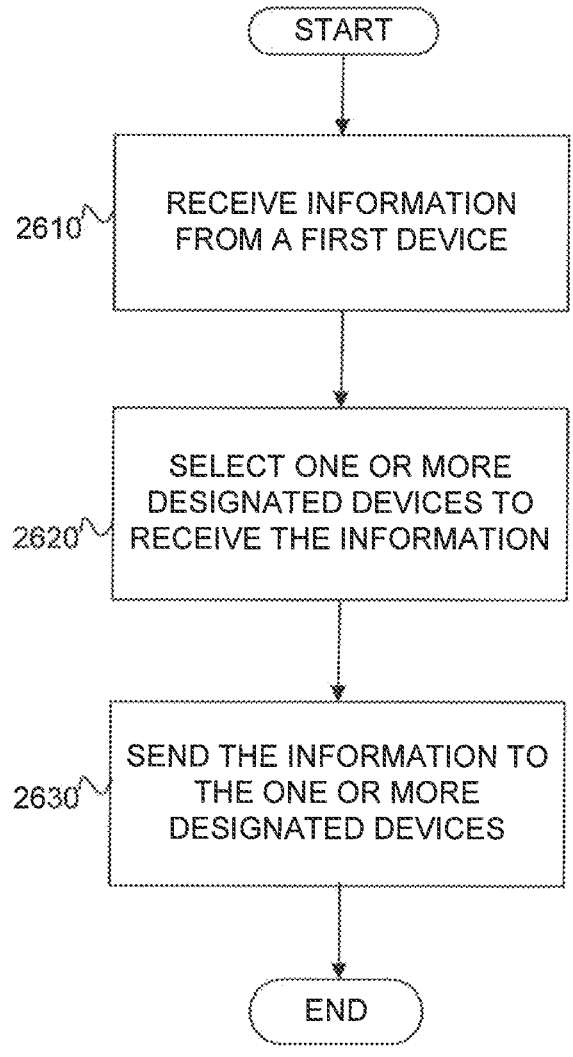 START
2610
RECEIVE INFORMATION
FROM A FIRST DEVICE
2620
SELECT ONE OR MORE
DESIGNATED DEVICES TO
RECEIVE THE INFORMATION
2630
SEND THE INFORMATION TO
THE ONE OR MORE
DESIGNATED DEVICES
END